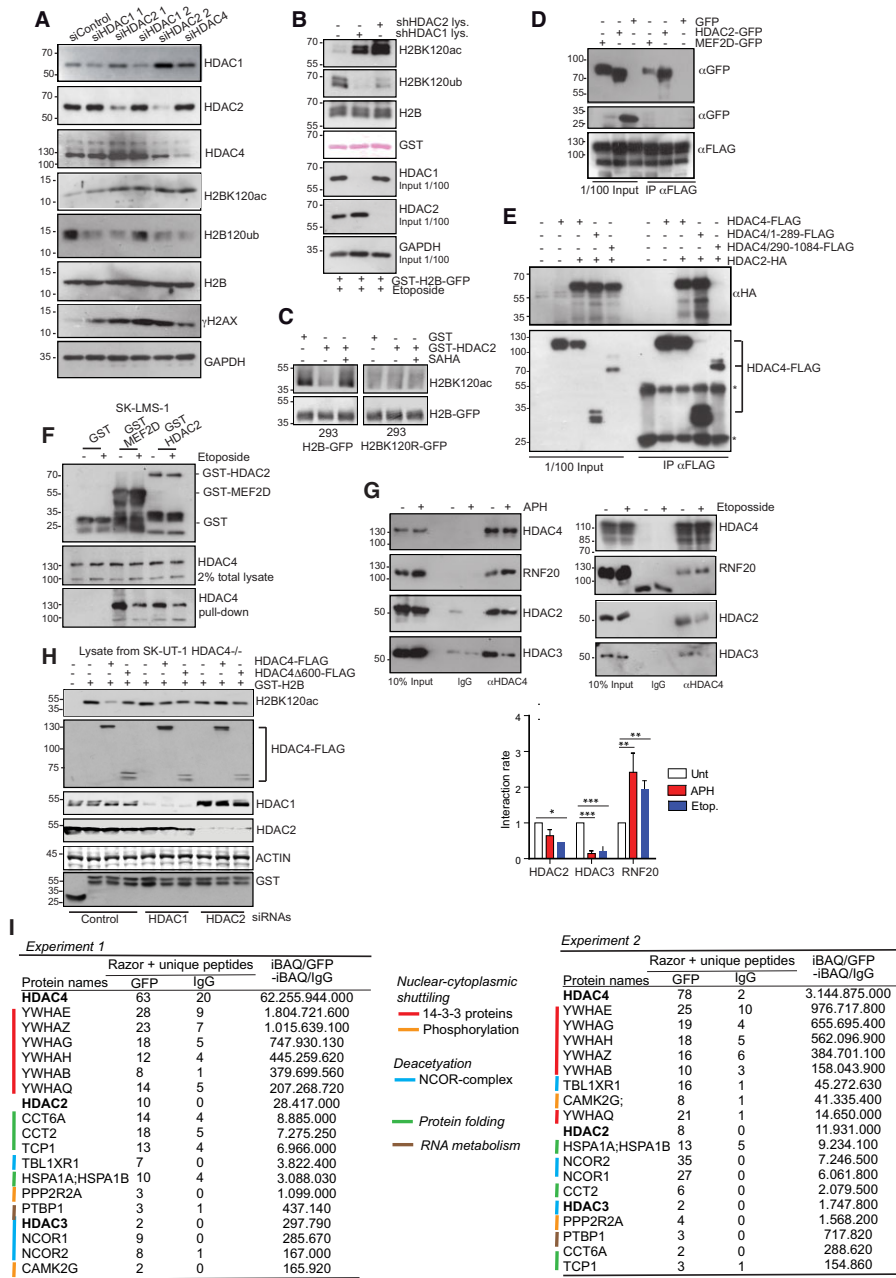 A
siControl
siHDAC1 1
siHDAC2 1
siHDAC1 2
siHDAC2 2
siHDAC4
70
50
HDAC1
70
55
HDAC2
130
100
HDAC4
15
10
H2BK120ac
15
10
H2B120ub
15
10
H2B
15
10
γH2AX
35
GAPDH
B
shHDAC2 lys.
shHDAC1 lys.
55
35
H2BK120ac
70
55
H2BK120ub
55
H2B
70
GST
55
HDAC1
Input 1/100
55
HDAC2
Input 1/100
35
GAPDH
Input 1/100
+ + + GST-H2B-GFP
+ + + Etoposide
C
GST
GST-HDAC2
SAHA
55
35
H2BK120ac
55
35
H2B-GFP
293
H2B-GFP
293
H2BK120R-GFP
D
GFP
HDAC2-GFP
MEF2D-GFP
100
70
55
αGFP
35
25
αGFP
130
100
αFLAG
1/100 Input
IP αFLAG
E
HDAC4-FLAG
HDAC4/1-289-FLAG
HDAC4/290-1084-FLAG
HDAC2-HA
70
55
35
αHA
130
100
70
55
35
25
HDAC4-FLAG
*
*
1/100 Input
IP αFLAG
F
SK-LMS-1
GST
GST MEF2D
GST HDAC2
- + - + - + Etoposide
70
55
35
25
GST-HDAC2
GST-MEF2D
GST
130
100
HDAC4
2% total lysate
130
100
HDAC4
pull-down
G
- + - + - + APH
130
100
HDAC4
130
100
RNF20
50
HDAC2
50
HDAC3
10% Input
IgG
αHDAC4
- + - + - + Etoposside
110
85
70
HDAC4
130
100
RNF20
50
HDAC2
50
HDAC3
10% Input
IgG
αHDAC4
Interaction rate
4
3
2
1
0
* *** *** ** **
HDAC2 HDAC3 RNF20
Unt
APH
Etop.
H
Lysate from SK-UT-1 HDAC4-/-
HDAC4-FLAG
HDAC4Δ600-FLAG
GST-H2B
55
35
H2BK120ac
130
100
75
HDAC4-FLAG
55
HDAC1
55
HDAC2
45
ACTIN
55
35
25
GST
Control HDAC1 HDAC2 siRNAs
I
Experiment 1
Razor + unique peptides iBAQ/GFP -iBAQ/IgG
Protein names GFP IgG
HDAC4 63 20 62.255.944.000
YWHAE 28 9 1.804.721.600
YWHAZ 23 7 1.015.639.100
YWHAG 18 5 747.930.130
YWHAH 12 4 445.259.620
YWHAB 8 1 379.699.560
YWHAQ 14 5 207.268.720
HDAC2 10 0 28.417.000
CCT6A 14 4 8.885.000
CCT2 18 5 7.275.250
TCP1 13 4 6.966.000
TBL1XR1 7 0 3.822.400
HSPA1A;HSPA1B 10 4 3.088.030
PPP2R2A 3 0 1.099.000
PTBP1 3 1 437.140
HDAC3 2 0 297.790
NCOR1 9 0 285.670
NCOR2 8 1 167.000
CAMK2G 2 0 165.920
Nuclear-cytoplasmic
shuttiling
14-3-3 proteins
Phosphorylation
Deacetyation
NCOR-complex
Protein folding
RNA metabolism
Experiment 2
Razor + unique peptides iBAQ/GFP -iBAQ/IgG
Protein names GFP IgG
HDAC4 78 2 3.144.875.000
YWHAE 25 10 976.717.800
YWHAG 19 4 655.695.400
YWHAH 18 5 562.096.900
YWHAZ 16 6 384.701.100
YWHAB 10 3 158.043.900
TBL1XR1 16 1 45.272.630
CAMK2G; 8 1 41.335.400
YWHAQ 21 1 14.650.000
HDAC2 8 0 11.931.000
HSPA1A;HSPA1B 13 5 9.234.100
NCOR2 35 0 7.246.500
NCOR1 27 0 6.061.800
CCT2 6 0 2.079.500
HDAC3 2 0 1.747.800
PPP2R2A 4 0 1.568.200
PTBP1 3 0 717.820
CCT6A 2 0 288.620
TCP1 3 1 154.860